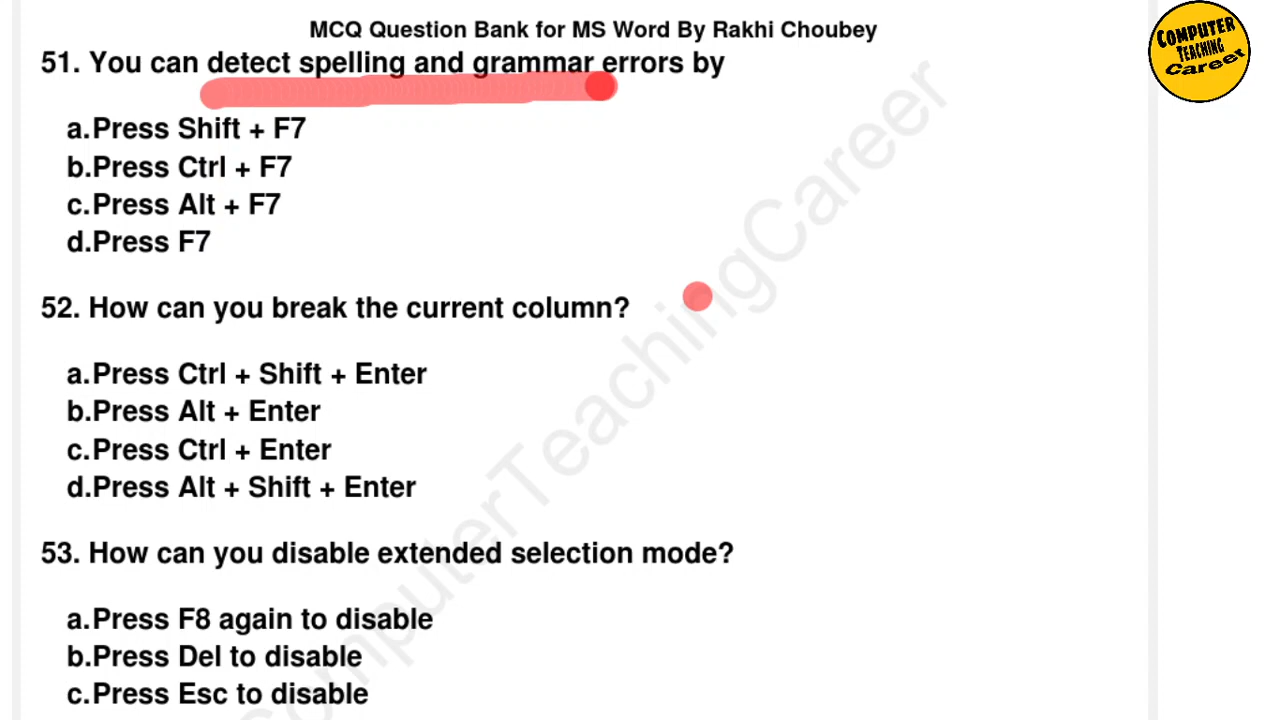 MCQ Question Bank for MS Word By Rakhi Choubey
COMPUTER
TEACHING
Career
51. You can detect spelling and grammar errors by
a.Press Shift + F7
b.Press Ctrl + F7
c.Press Alt + F7
d.Press F7
52. How can you break the current column?
a.Press Ctrl + Shift + Enter
b.Press Alt + Enter
c.Press Ctrl + Enter
d.Press Alt + Shift + Enter
53. How can you disable extended selection mode?
a.Press F8 again to disable
b.Press Del to disable
c.Press Esc to disable
ComputerTeachingCareer